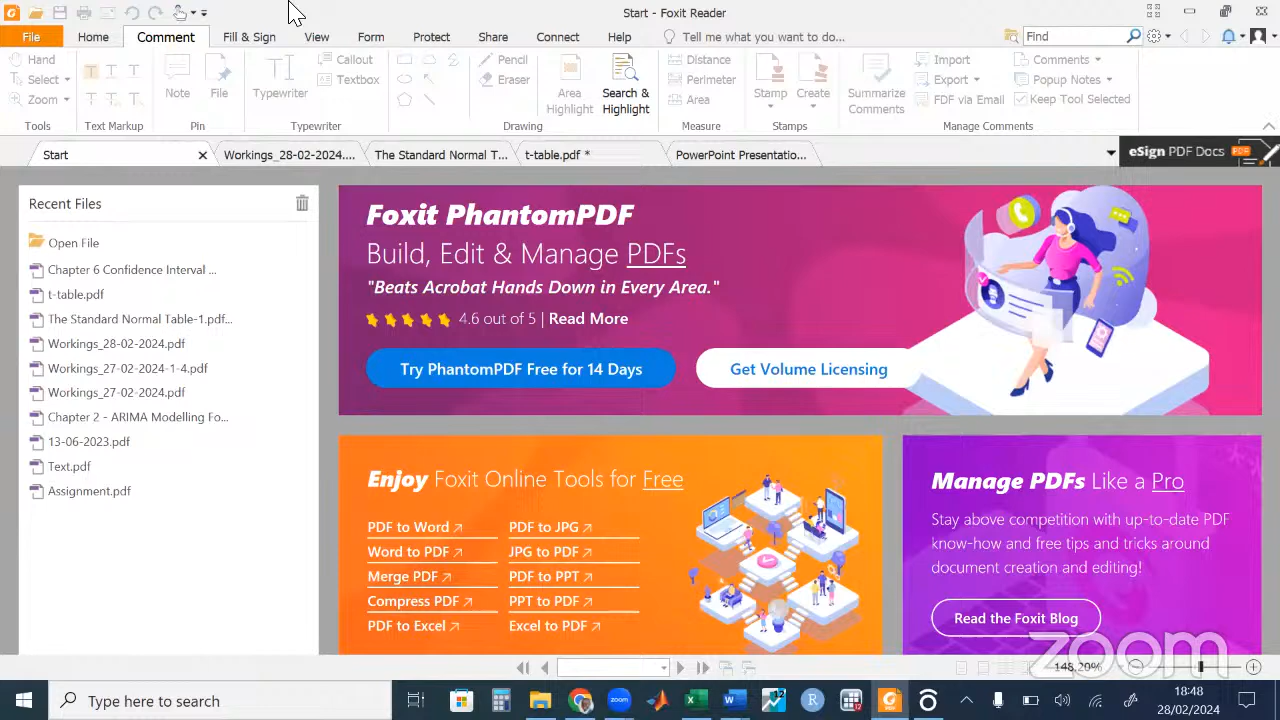 Start - Foxit Reader
File Home Comment Fill & Sign View Form Protect Share Connect Help Tell me what you want to do... Find
Hand
Select
Zoom
Tools
Text Markup
Note
File
Pin
Typewriter
Callout
Textbox
Typewriter
Pencil
Eraser
Area
Highlight
Search &
Highlight
Drawing
Distance
Perimeter
Area
Measure
Stamp
Create
Stamps
Summarize
Comments
Import
Export
FDF via Email
Comments
Popup Notes
Keep Tool Selected
Manage Comments
Start
Workings_28-02-2024....
The Standard Normal T...
t-table.pdf *
PowerPoint Presentatio...
eSign PDF Docs
Recent Files
Open File
Chapter 6 Confidence Interval ...
t-table.pdf
The Standard Normal Table-1.pdf...
Workings_28-02-2024.pdf
Workings_27-02-2024-1-4.pdf
Workings_27-02-2024.pdf
Chapter 2 - ARIMA Modelling Fo...
13-06-2023.pdf
Text.pdf
Assignment.pdf
Foxit PhantomPDF
Build, Edit & Manage PDFs
"Beats Acrobat Hands Down in Every Area."
4.6 out of 5 | Read More
Try PhantomPDF Free for 14 Days
Get Volume Licensing
Enjoy Foxit Online Tools for Free
PDF to Word PDF to JPG
Word to PDF JPG to PDF
Merge PDF PDF to PPT
Compress PDF PPT to PDF
PDF to Excel Excel to PDF
Manage PDFs Like a Pro
Stay above competition with up-to-date PDF
know-how and free tips and tricks around
document creation and editing!
Read the Foxit Blog
148.20%
zoom
Type here to search
zoom
18:48
28/02/2024